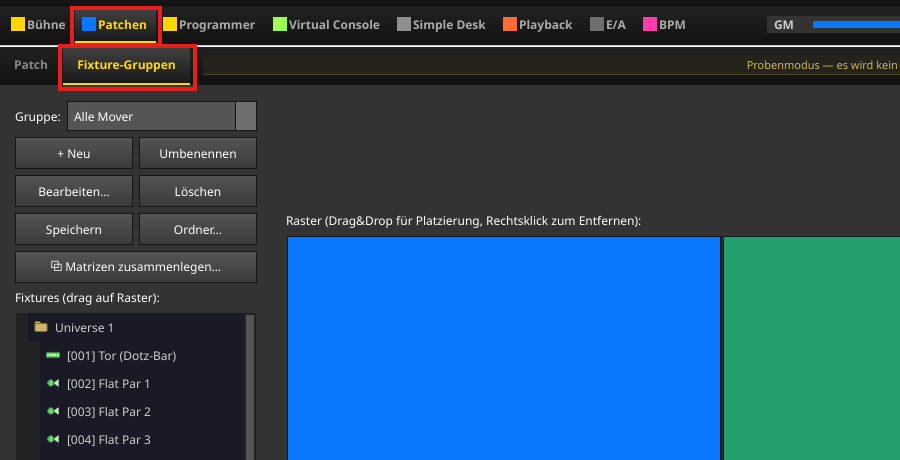 Bühne Patchen Programmer Virtual Console Simple Desk Playback E/A BPM GM
Patch Fixture-Gruppen Probenmodus — es wird kein
Gruppe: Alle Mover
+ Neu Umbenennen
Bearbeiten... Löschen
Speichern Ordner...
Matrizen zusammenlegen...
Raster (Drag&Drop für Platzierung, Rechtsklick zum Entfernen):
Fixtures (drag auf Raster):
Universe 1
[001] Tor (Dotz-Bar)
[002] Flat Par 1
[003] Flat Par 2
[004] Flat Par 3